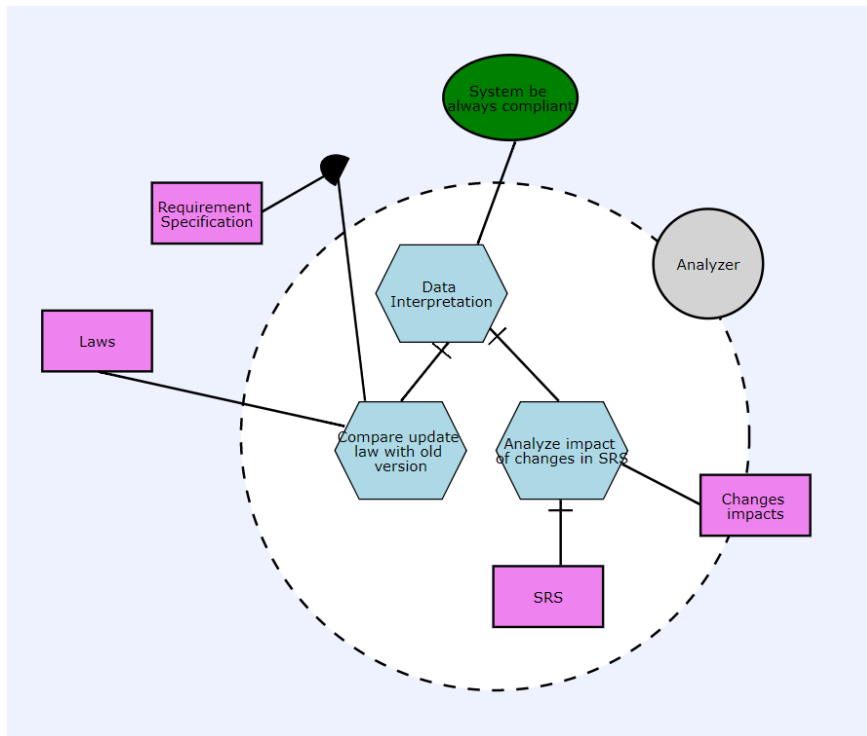 System be
always compliant
Requirement
Specification
Analyzer
Data
Interpretation
Laws
Compare update
law with old
version
Analyze impact
of changes in SRS
Changes
impacts
SRS